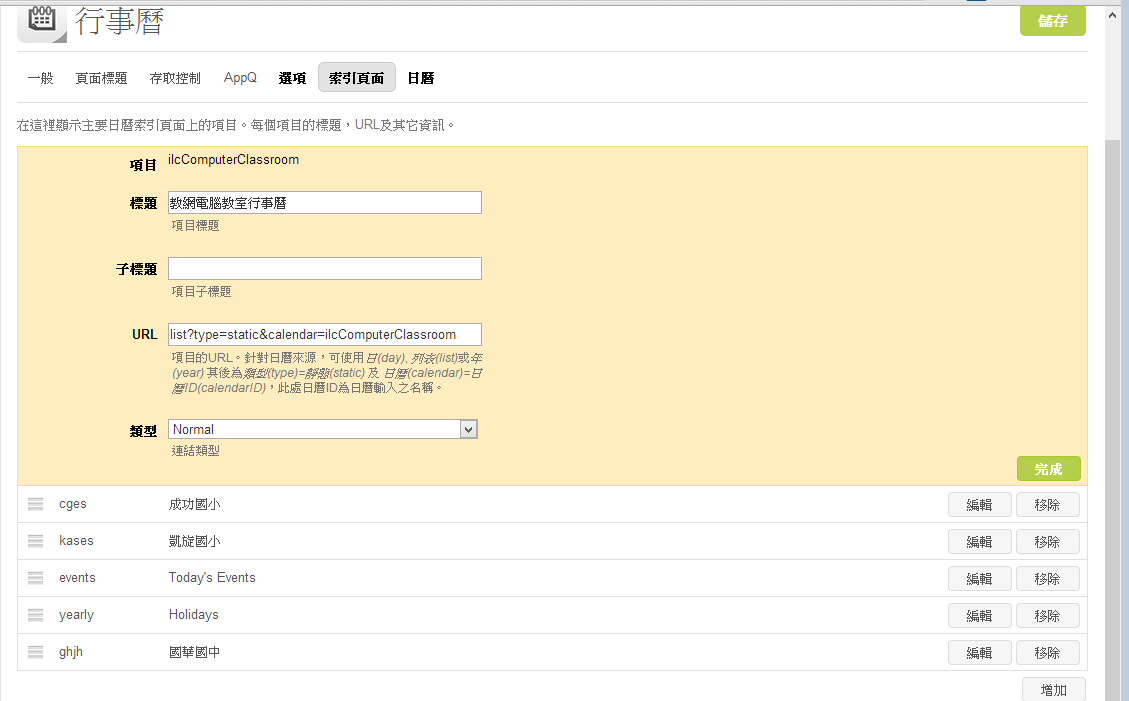 行事曆
儲存
一般 頁面標題 存取控制 AppQ 選項 索引頁面 日曆
在這裡顯示主要日曆索引頁面上的項目。每個項目的標題，URL及其它資訊。
項目 ilcComputerClassroom
標題 教網電腦教室行事曆
項目標題
子標題
項目子標題
URL list?type=static&calendar=ilcComputerClassroom
項目的URL。針對日曆來源，可使用日(day), 列表(list)或年
(year) 其後為類型(type)=靜態(static) 及 日曆(calendar)=日
曆ID(calendarID)，此處日曆ID為日曆輸入之名稱。
類型 Normal
連結類型
完成
cges 成功國小 編輯 移除
kases 凱旋國小 編輯 移除
events Today's Events 編輯 移除
yearly Holidays 編輯 移除
ghjh 國華國中 編輯 移除
增加